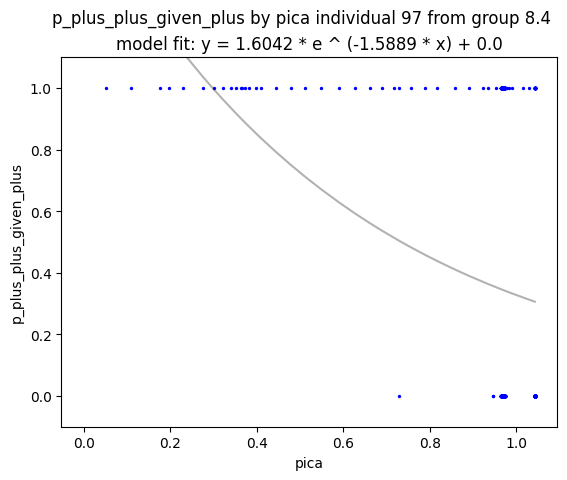 p_plus_plus_given_plus by pica individual 97 from group 8.4
model fit: y = 1.6042 * e ^ (-1.5889 * x) + 0.0
1.0
0.8
0.6
0.4
0.2
0.0
p_plus_plus_given_plus
0.0 0.2 0.4 0.6 0.8 1.0
pica